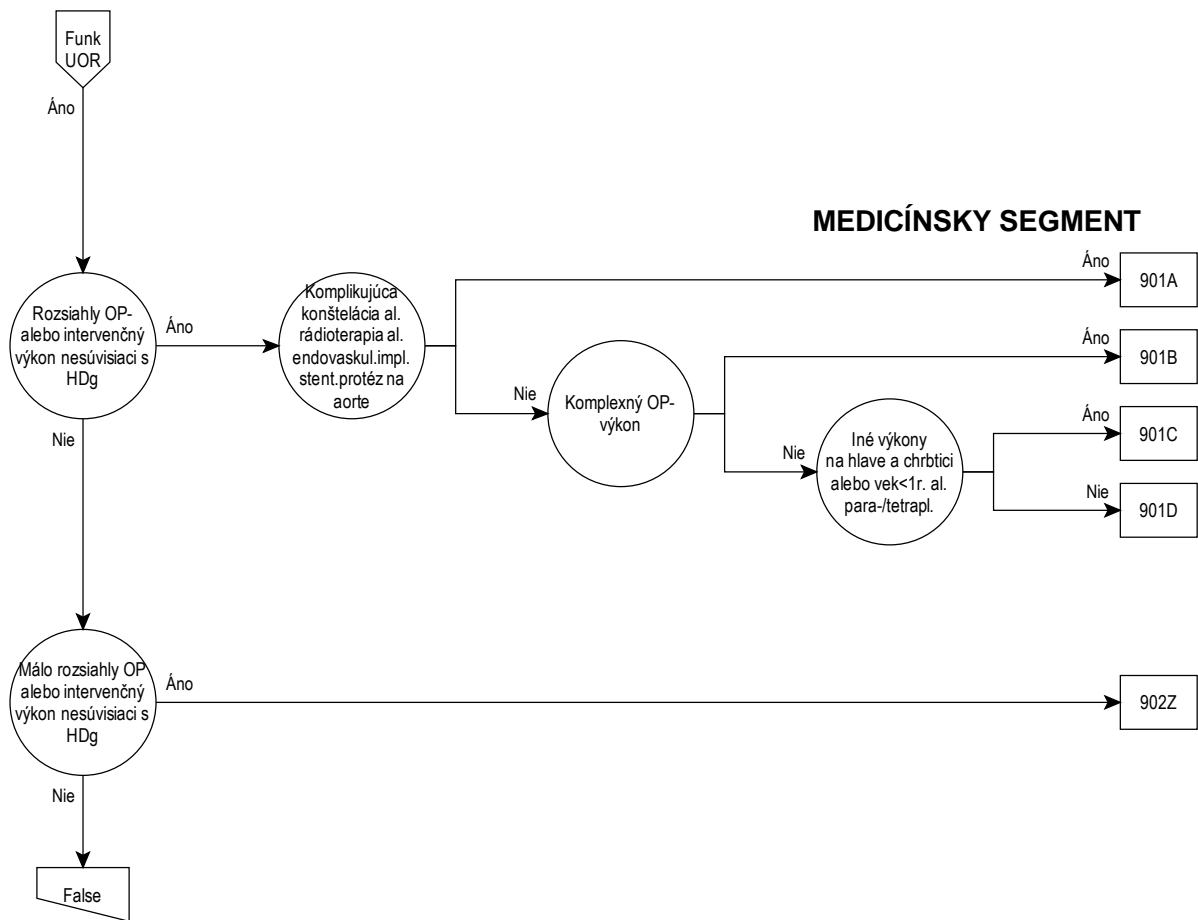 Funk
UOR
Áno
MEDICÍNSKY SEGMENT
Áno
901A
Rozsiahly OP-
alebo intervenčný
výkon nesúvisiaci s
HDg
Áno
Komplikujúca
konštelácia al.
rádioterapia al.
endovaskul.impl.
stent.protéz na
aorte
Áno
901B
Nie
Komplexný OP-
výkon
Nie
Áno
901C
Nie
Iné výkony
na hlave a chrbtici
alebo vek<1r. al.
para-/tetrapl.
Nie
901D
Málo rozsiahly OP
alebo intervenčný
výkon nesúvisiaci s
HDg
Áno
902Z
Nie
False